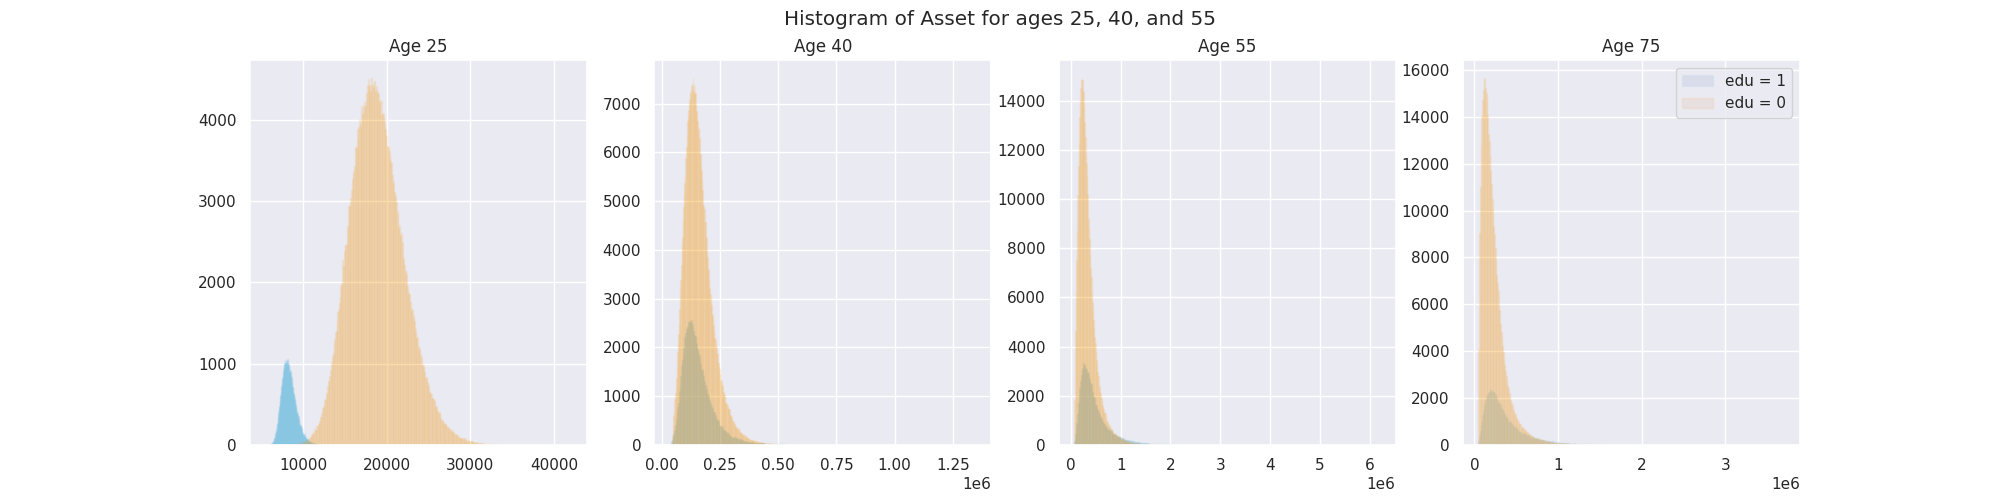 Histogram of Asset for ages 25, 40, and 55
Age 25
4000
3000
2000
1000
0
10000 20000 30000 40000
Age 40
7000
6000
5000
4000
3000
2000
1000
0
0.00 0.25 0.50 0.75 1.00 1.25
1e6
Age 55
14000
12000
10000
8000
6000
4000
2000
0
0 1 2 3 4 5 6
1e6
Age 75
16000
14000
12000
10000
8000
6000
4000
2000
0
0 1 2 3
1e6
edu = 1
edu = 0